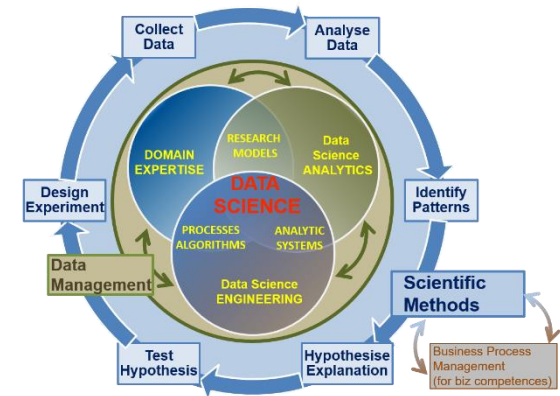 Collect
Data
Analyse
Data
RESEARCH
MODELS
DOMAIN
EXPERTISE
Data
Science
ANALYTICS
DATA
SCIENCE
Design
Experiment
Identify
Patterns
PROCESSES
ALGORITHMS
ANALYTIC
SYSTEMS
Data
Management
Data Science
ENGINEERING
Scientific
Methods
Test
Hypothesis
Hypothesise
Explanation
Business Process
Management
(for biz competences)